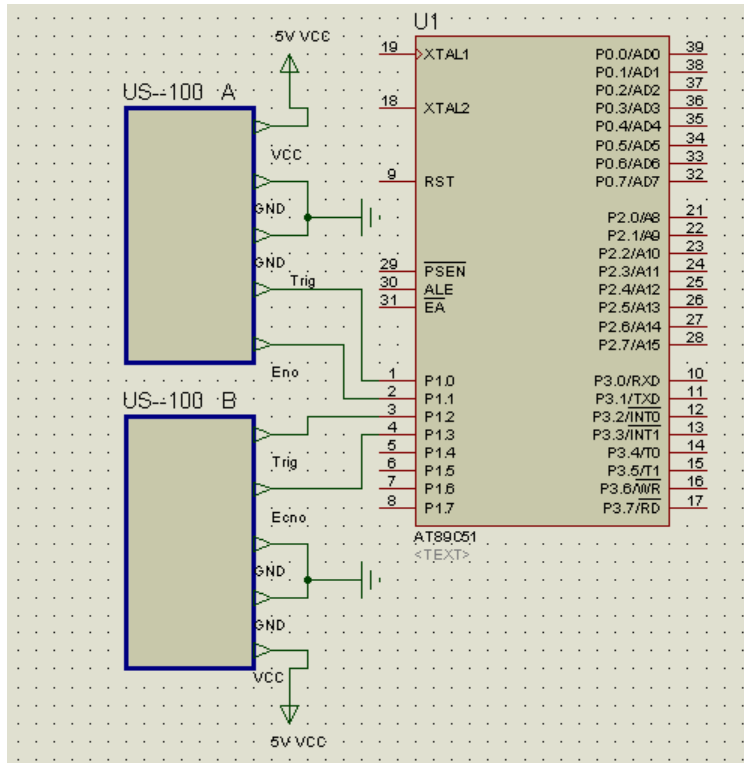 5V VCC
US--100 A
VCC
GND
GND
Trig
Eno
US--100 B
Trig
Ecno
GND
GND
VCC
5V VCC
U1
19 XTAL1
18 XTAL2
9 RST
29 PSEN
30 ALE
31 EA
1 P1.0
2 P1.1
3 P1.2
4 P1.3
5 P1.4
6 P1.5
7 P1.6
8 P1.7
P0.0/AD0 39
P0.1/AD1 38
P0.2/AD2 37
P0.3/AD3 36
P0.4/AD4 35
P0.5/AD5 34
P0.6/AD6 33
P0.7/AD7 32
P2.0/A8 21
P2.1/A9 22
P2.2/A10 23
P2.3/A11 24
P2.4/A12 25
P2.5/A13 26
P2.6/A14 27
P2.7/A15 28
P3.0/RXD 10
P3.1/TXD 11
P3.2/INT0 12
P3.3/INT1 13
P3.4/T0 14
P3.5/T1 15
P3.6/WR 16
P3.7/RD 17
AT89C51
<TEXT>